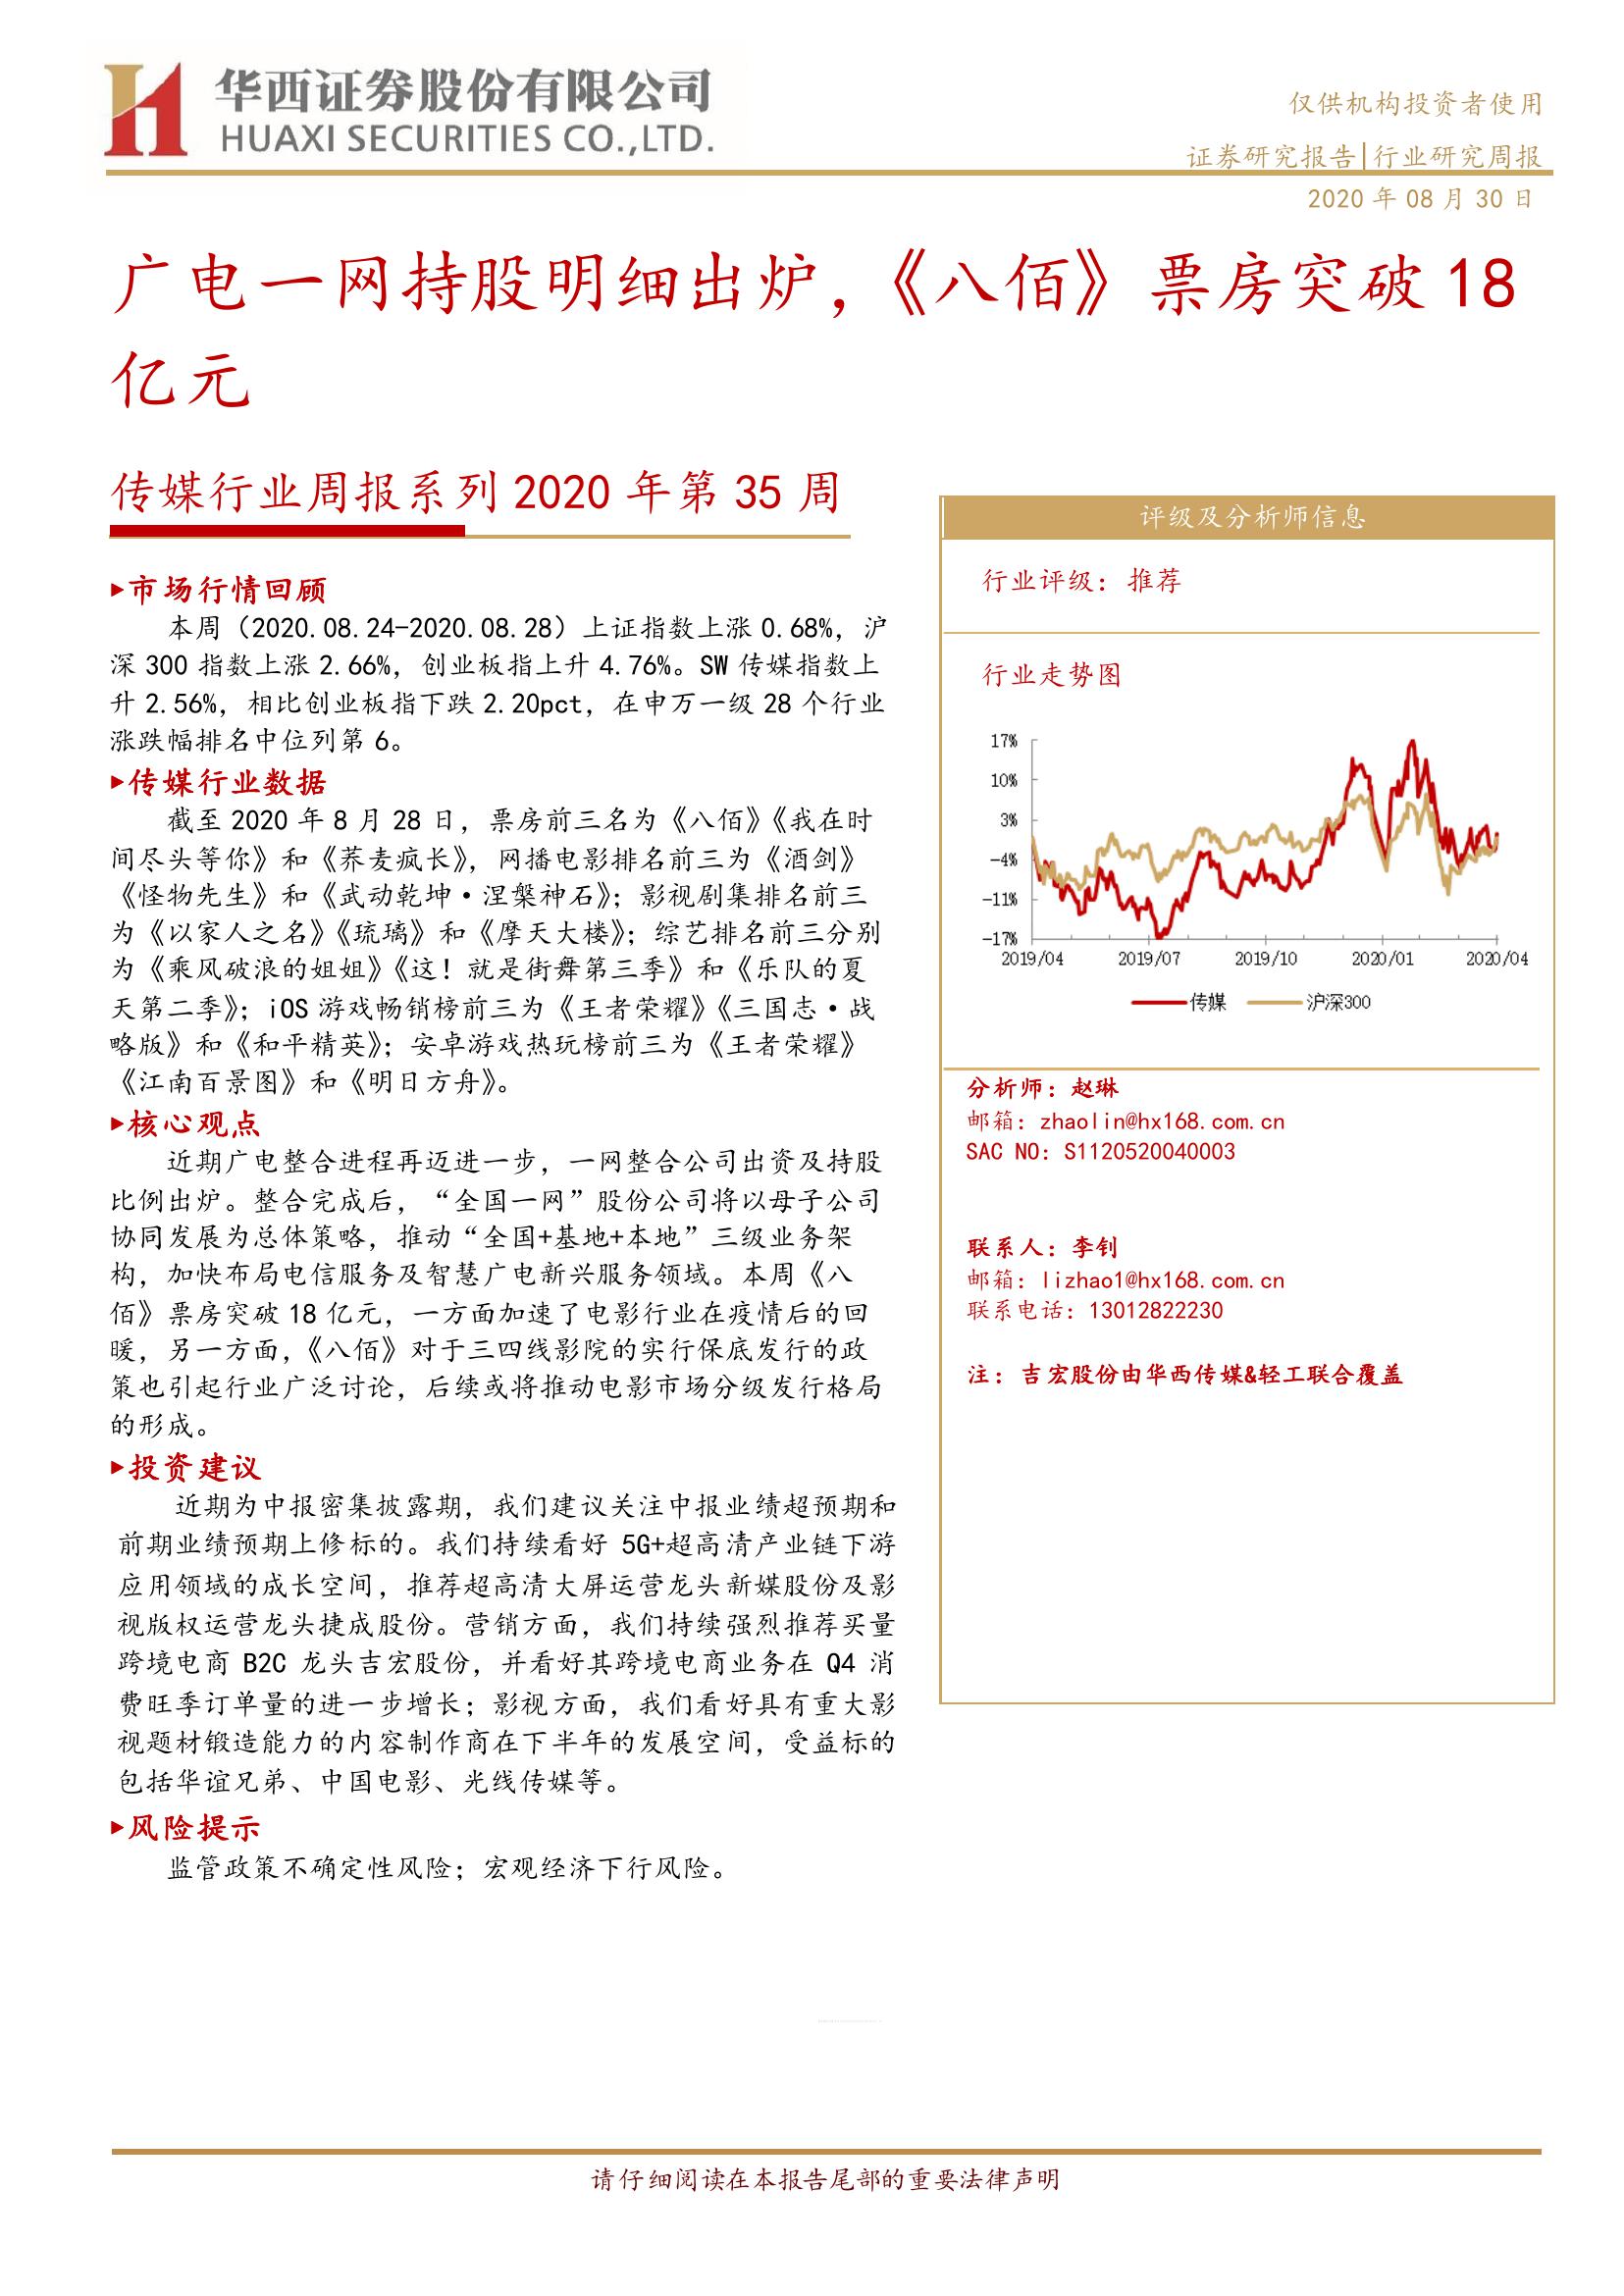 华西证券股份有限公司
HUAXI SECURITIES CO.,LTD.
仅供机构投资者使用
证券研究报告|行业研究周报
2020 年 08 月 30 日
广电一网持股明细出炉，《八佰》票房突破 18
亿元
传媒行业周报系列 2020 年第 35 周
▸市场行情回顾
本周（2020.08.24-2020.08.28）上证指数上涨 0.68%，沪
深 300 指数上涨 2.66%，创业板指上升 4.76%。SW 传媒指数上
升 2.56%，相比创业板指下跌 2.20pct，在申万一级 28 个行业
涨跌幅排名中位列第 6。
▸传媒行业数据
截至 2020 年 8 月 28 日，票房前三名为《八佰》《我在时
间尽头等你》和《荞麦疯长》，网播电影排名前三为《酒剑》
《怪物先生》和《武动乾坤·涅槃神石》；影视剧集排名前三
为《以家人之名》《琉璃》和《摩天大楼》；综艺排名前三分别
为《乘风破浪的姐姐》《这！就是街舞第三季》和《乐队的夏
天第二季》；iOS 游戏畅销榜前三为《王者荣耀》《三国志·战
略版》和《和平精英》；安卓游戏热玩榜前三为《王者荣耀》
《江南百景图》和《明日方舟》。
▸核心观点
近期广电整合进程再迈进一步，一网整合公司出资及持股
比例出炉。整合完成后，“全国一网”股份公司将以母子公司
协同发展为总体策略，推动“全国+基地+本地”三级业务架
构，加快布局电信服务及智慧广电新兴服务领域。本周《八
佰》票房突破 18 亿元，一方面加速了电影行业在疫情后的回
暖，另一方面，《八佰》对于三四线影院的实行保底发行的政
策也引起行业广泛讨论，后续或将推动电影市场分级发行格局
的形成。
▸投资建议
近期为中报密集披露期，我们建议关注中报业绩超预期和
前期业绩预期上修标的。我们持续看好 5G+超高清产业链下游
应用领域的成长空间，推荐超高清大屏运营龙头新媒股份及影
视版权运营龙头捷成股份。营销方面，我们持续强烈推荐买量
跨境电商 B2C 龙头吉宏股份，并看好其跨境电商业务在 Q4 消
费旺季订单量的进一步增长；影视方面，我们看好具有重大影
视题材锻造能力的内容制作商在下半年的发展空间，受益标的
包括华谊兄弟、中国电影、光线传媒等。
▸风险提示
监管政策不确定性风险；宏观经济下行风险。
评级及分析师信息
行业评级：推荐
行业走势图
17%
10%
3%
-4%
-11%
-17%
2019/04 2019/07 2019/10 2020/01 2020/04
传媒 沪深300
分析师：赵琳
邮箱：zhaolin@hx168.com.cn
SAC NO：S1120520040003
联系人：李钊
邮箱：lizhao1@hx168.com.cn
联系电话：13012822230
注：吉宏股份由华西传媒&轻工联合覆盖
请仔细阅读在本报告尾部的重要法律声明